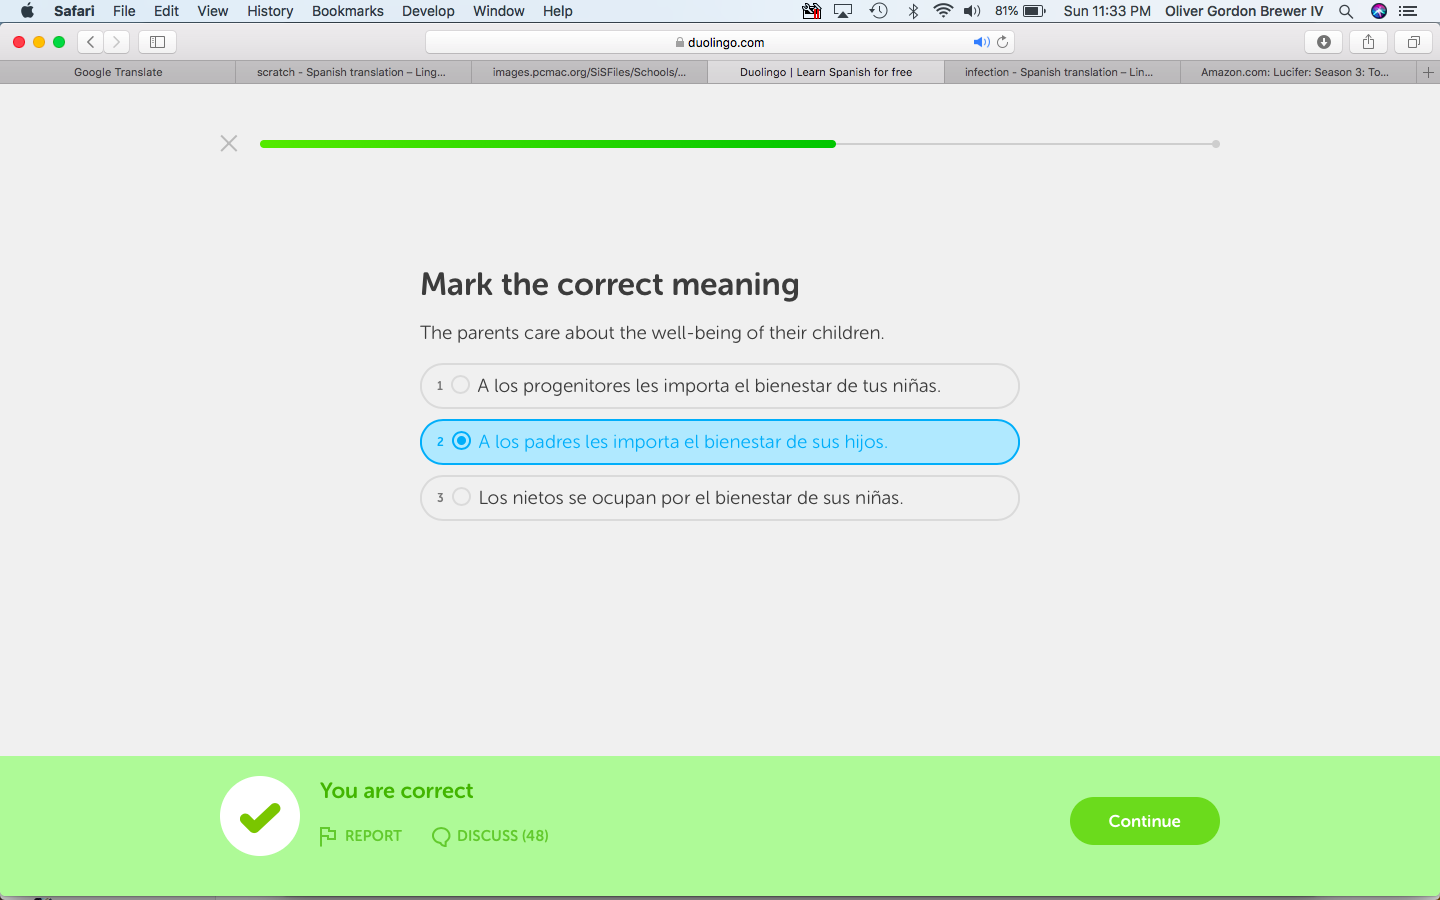 Safari File Edit View History Bookmarks Develop Window Help 81% Sun 11:33 PM Oliver Gordon Brewer IV
duolingo.com
Google Translate scratch - Spanish translation – Ling... images.pcmac.org/SiSFiles/Schools/... Duolingo | Learn Spanish for free infection - Spanish translation – Lin... Amazon.com: Lucifer: Season 3: To...
Mark the correct meaning
The parents care about the well-being of their children.
1 A los progenitores les importa el bienestar de tus niñas.
2 A los padres les importa el bienestar de sus hijos.
3 Los nietos se ocupan por el bienestar de sus niñas.
You are correct
REPORT DISCUSS (48)
Continue